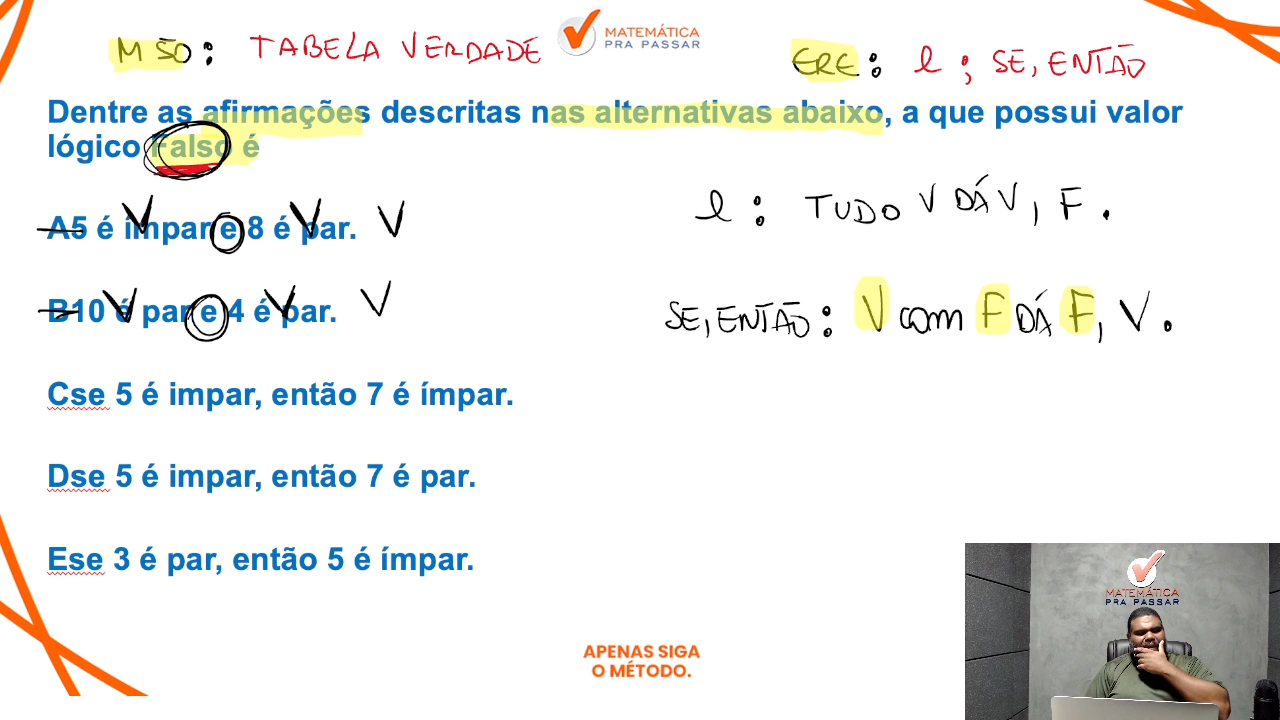 MATEMÁTICA
PRA PASSAR
MSO: TABELA VERDADE
ERE: e ; SE, ENTÃO
Dentre as afirmações descritas nas alternativas abaixo, a que possui valor
lógico Falso é
V V V
A5 é ímpar e 8 é par.
e : TUDO V DÁ V, F.
V V V
B10 é par e 4 é par.
SE, ENTÃO: V com F DÁ F, V.
Cse 5 é impar, então 7 é ímpar.
Dse 5 é impar, então 7 é par.
Ese 3 é par, então 5 é ímpar.
MATEMÁTICA
PRA PASSAR
APENAS SIGA
O MÉTODO.